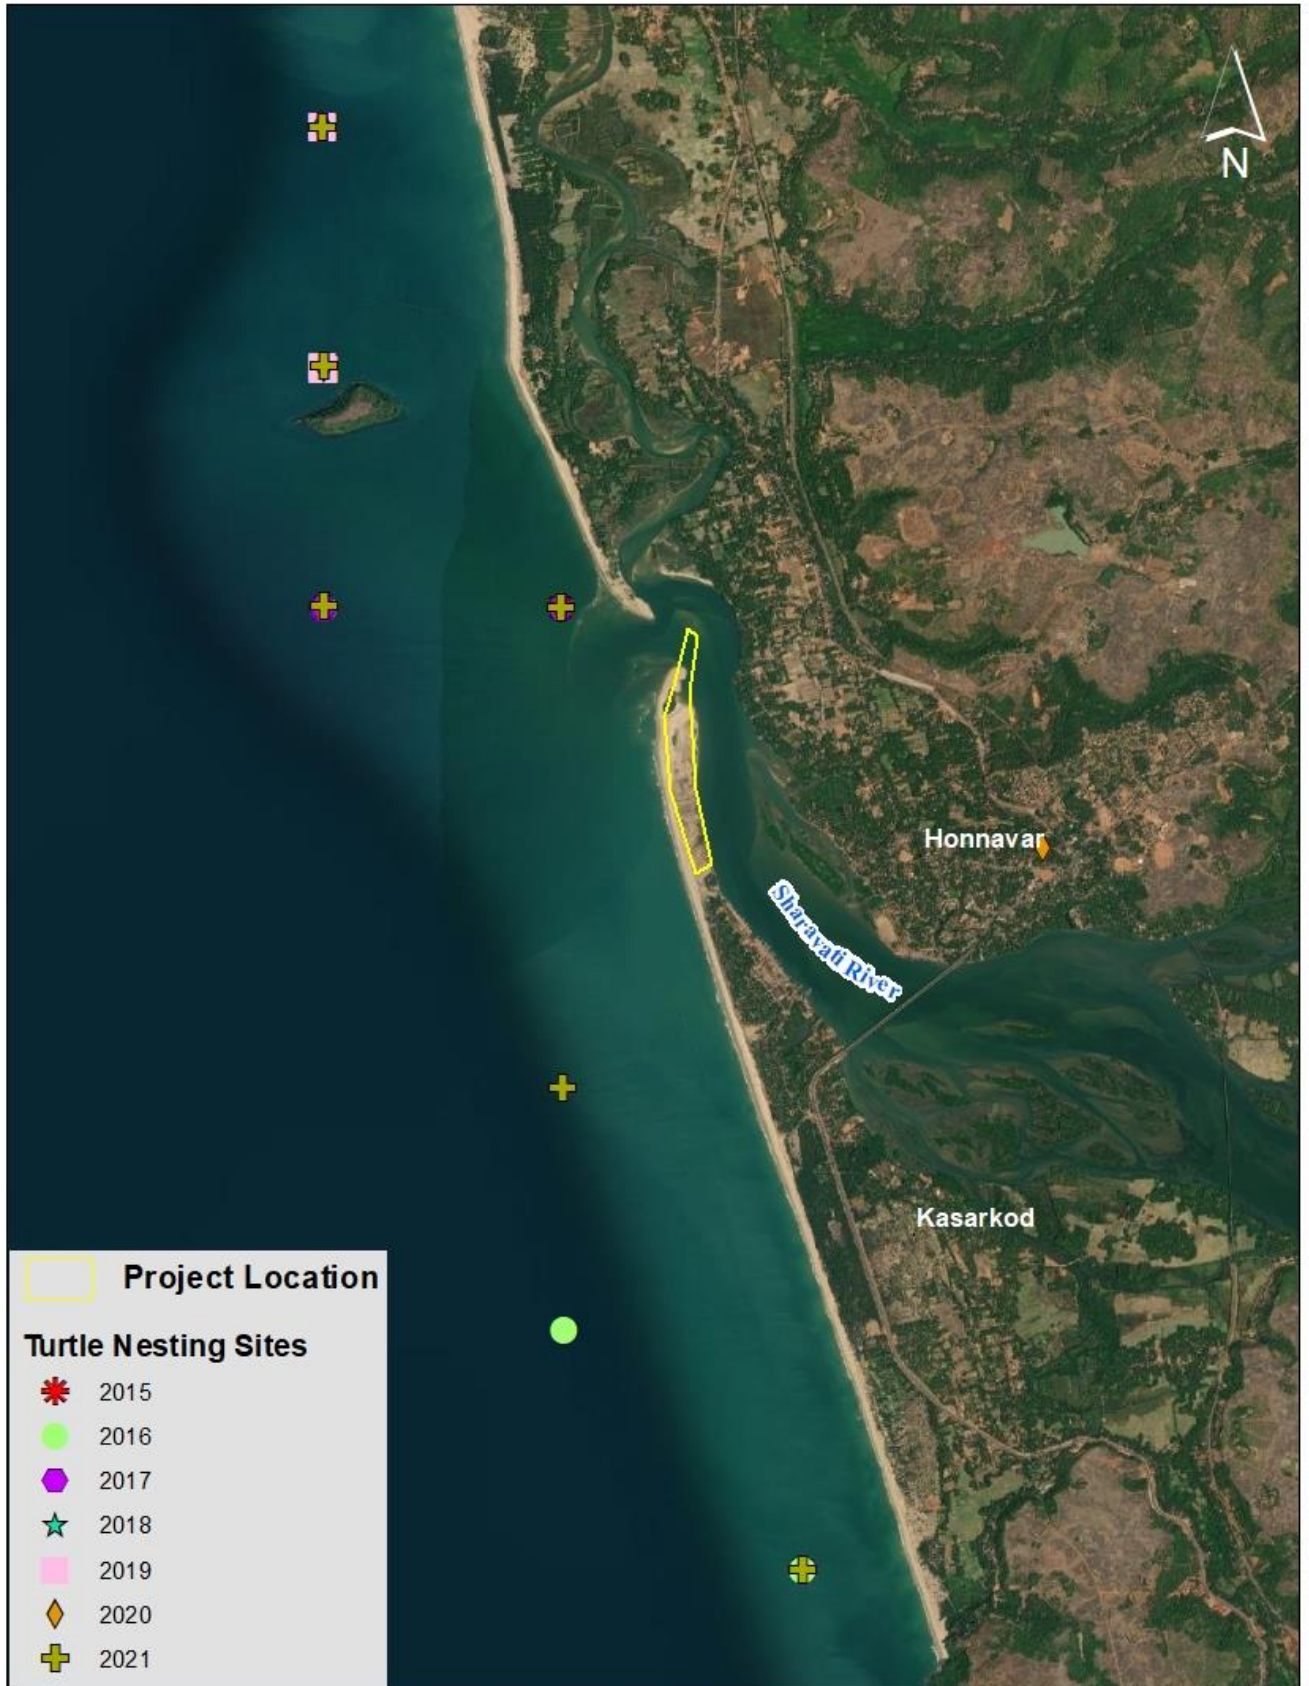 N
Honnavar
Sharavati River
Kasarkod
Project Location
Turtle Nesting Sites
2015
2016
2017
2018
2019
2020
2021